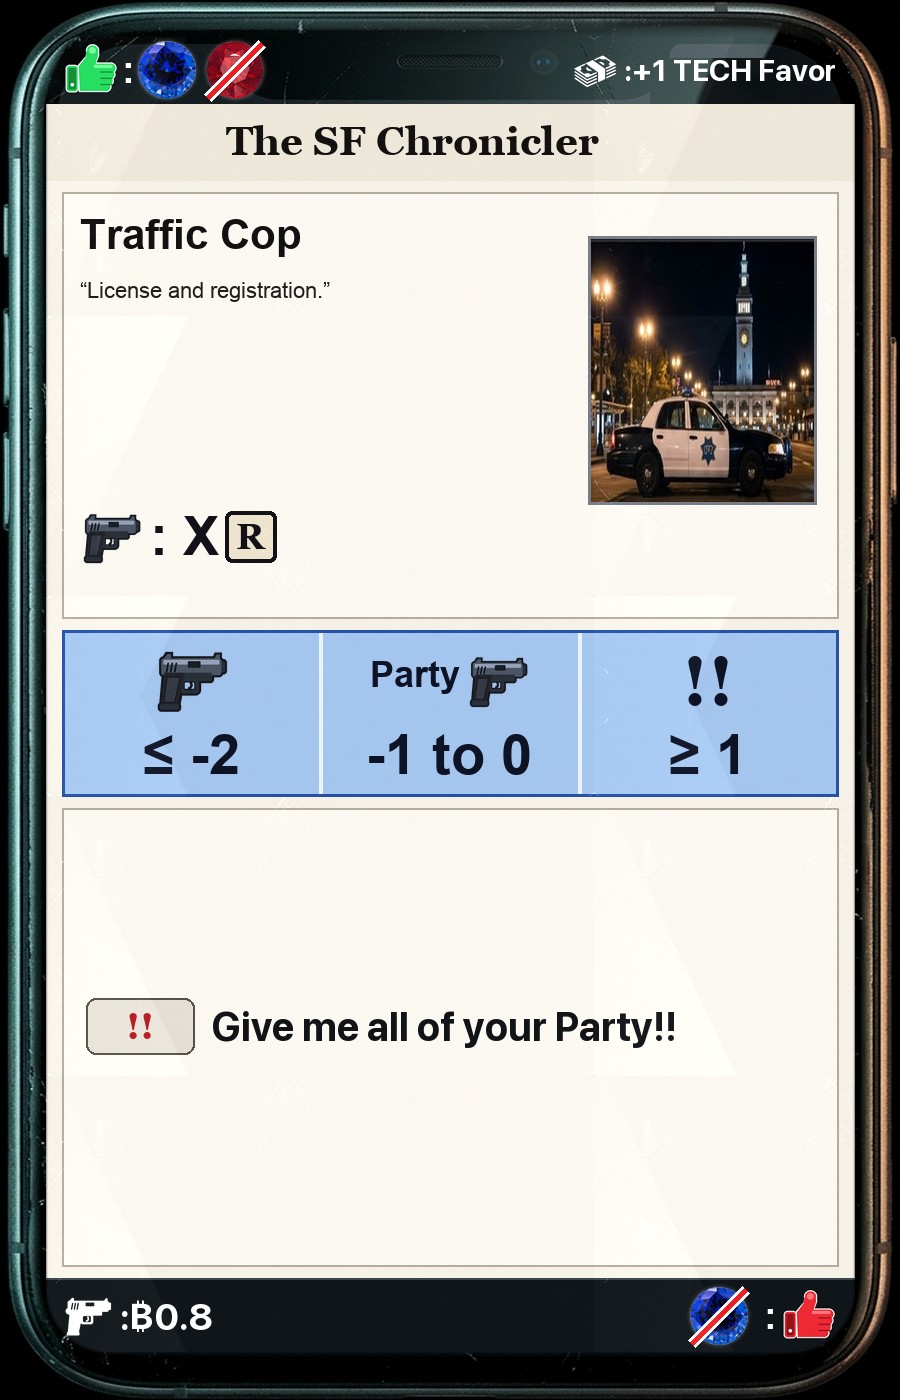 : :+1 TECH Favor
The SF Chronicler
Traffic Cop
“License and registration.”
: X R
Party
≤ -2 -1 to 0 ≥ 1
!!
!! Give me all of your Party!!
:฿0.8 :